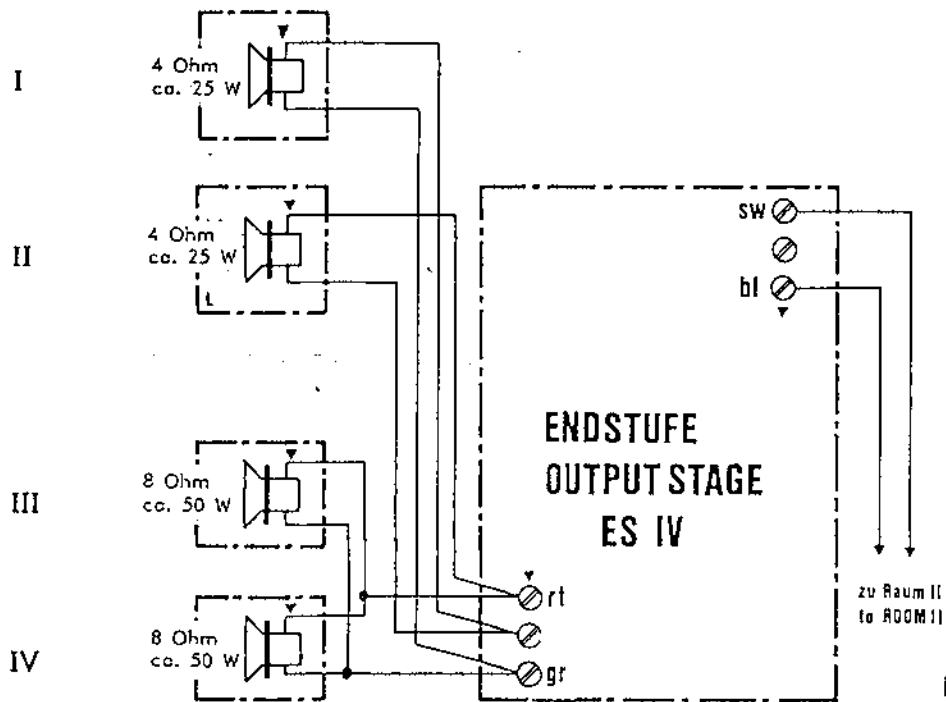 I
4 Ohm
ca. 25 W
II
4 Ohm
ca. 25 W
sw
bl
ENDSTUFE
OUTPUT STAGE
ES IV
III
8 Ohm
ca. 50 W
rt
zu Raum II
to ROOM II
IV
8 Ohm
ca. 50 W
gr